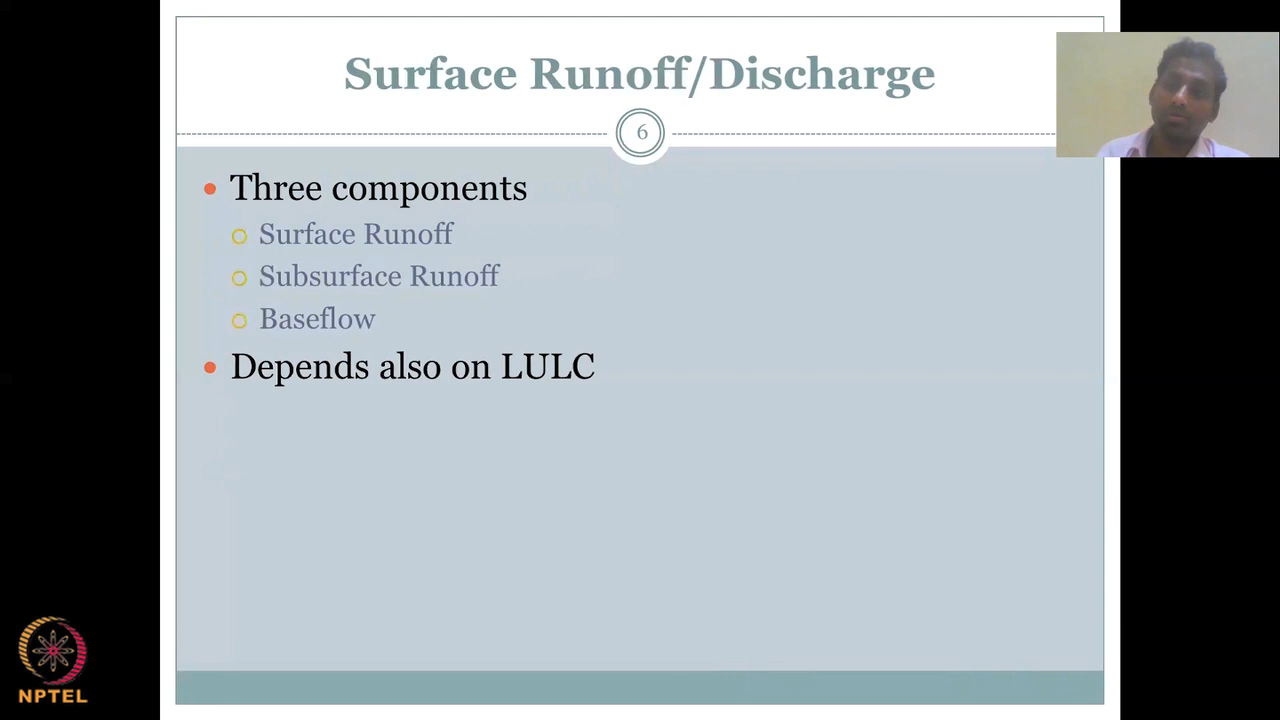 Surface Runoff/Discharge
6
Three components
Surface Runoff
Subsurface Runoff
Baseflow
Depends also on LULC
NPTEL